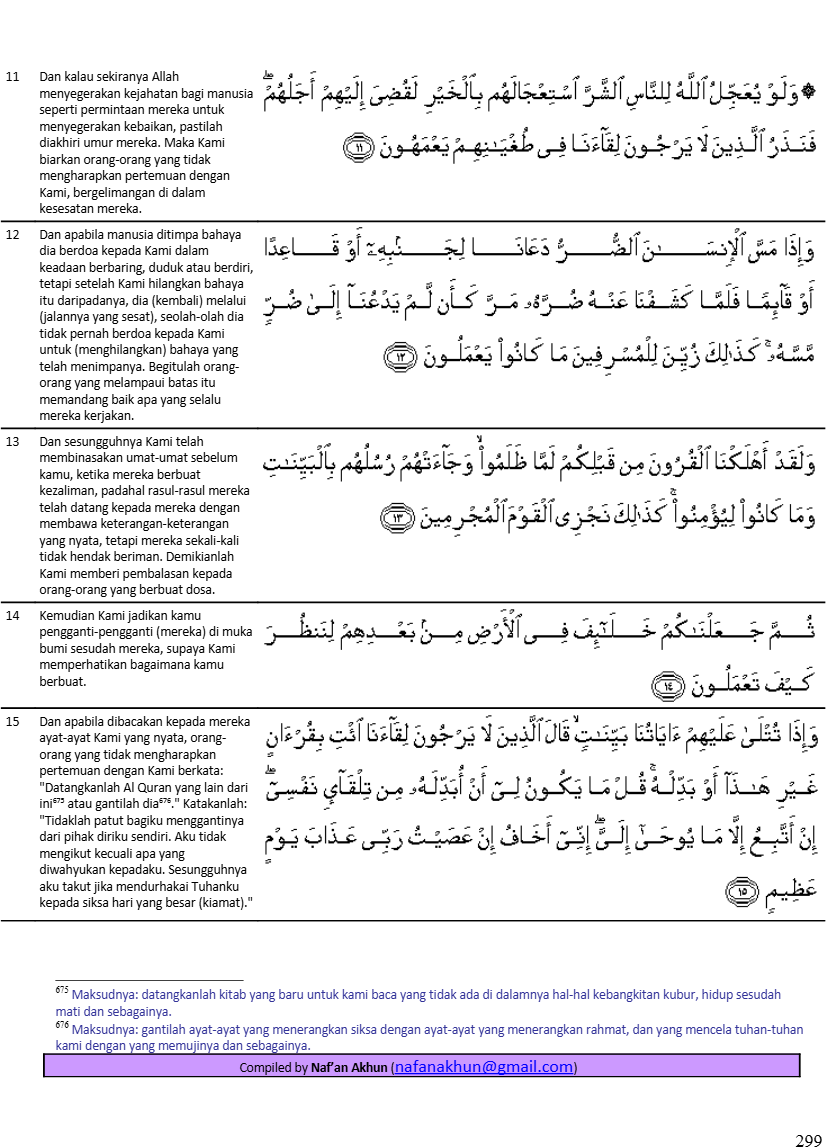 11
Dan kalau sekiranya Allah
menyegerakan kejahatan bagi manusia
seperti permintaan mereka untuk
menyegerakan kebaikan, pastilah
diakhiri umur mereka. Maka Kami
biarkan orang-orang yang tidak
mengharapkan pertemuan dengan
Kami, bergelimangan di dalam
kesesatan mereka.
۞ وَلَوْ يُعَجِّلُ ٱللَّهُ لِلنَّاسِ ٱلشَّرَّ ٱسْتِعْجَالَهُم بِٱلْخَيْرِ لَقُضِىَ إِلَيْهِمْ أَجَلُهُمْ ۖ
فَنَذَرُ ٱلَّذِينَ لَا يَرْجُونَ لِقَآءَنَا فِى طُغْيَـٰنِهِمْ يَعْمَهُونَ ١١
12
Dan apabila manusia ditimpa bahaya
dia berdoa kepada Kami dalam
keadaan berbaring, duduk atau berdiri,
tetapi setelah Kami hilangkan bahaya
itu daripadanya, dia (kembali) melalui
(jalannya yang sesat), seolah-olah dia
tidak pernah berdoa kepada Kami
untuk (menghilangkan) bahaya yang
telah menimpanya. Begitulah orang-
orang yang melampaui batas itu
memandang baik apa yang selalu
mereka kerjakan.
وَإِذَا مَسَّ ٱلْإِنسَـٰنَ ٱلضُّرُّ دَعَانَا لِجَنۢبِهِۦٓ أَوْ قَاعِدًا
أَوْ قَآئِمًا فَلَمَّا كَشَفْنَا عَنْهُ ضُرَّهُۥ مَرَّ كَأَن لَّمْ يَدْعُنَآ إِلَىٰ ضُرٍّ
مَّسَّهُۥ ۚ كَذَٰلِكَ زُيِّنَ لِلْمُسْرِفِينَ مَا كَانُوا۟ يَعْمَلُونَ ١٢
13
Dan sesungguhnya Kami telah
membinasakan umat-umat sebelum
kamu, ketika mereka berbuat
kezaliman, padahal rasul-rasul mereka
telah datang kepada mereka dengan
membawa keterangan-keterangan
yang nyata, tetapi mereka sekali-kali
tidak hendak beriman. Demikianlah
Kami memberi pembalasan kepada
orang-orang yang berbuat dosa.
وَلَقَدْ أَهْلَكْنَا ٱلْقُرُونَ مِن قَبْلِكُمْ لَمَّا ظَلَمُوا۟ ۙ وَجَآءَتْهُمْ رُسُلُهُم بِٱلْبَيِّنَـٰتِ
وَمَا كَانُوا۟ لِيُؤْمِنُوا۟ ۚ كَذَٰلِكَ نَجْزِى ٱلْقَوْمَ ٱلْمُجْرِمِينَ ١٣
14
Kemudian Kami jadikan kamu
pengganti-pengganti (mereka) di muka
bumi sesudah mereka, supaya Kami
memperhatikan bagaimana kamu
berbuat.
ثُمَّ جَعَلْنَـٰكُمْ خَلَـٰٓئِفَ فِى ٱلْأَرْضِ مِنۢ بَعْدِهِمْ لِنَنظُرَ
كَيْفَ تَعْمَلُونَ ١٤
15
Dan apabila dibacakan kepada mereka
ayat-ayat Kami yang nyata, orang-
orang yang tidak mengharapkan
pertemuan dengan Kami berkata:
"Datangkanlah Al Quran yang lain dari
ini⁶⁷⁵ atau gantilah dia⁶⁷⁶." Katakanlah:
"Tidaklah patut bagiku menggantinya
dari pihak diriku sendiri. Aku tidak
mengikut kecuali apa yang
diwahyukan kepadaku. Sesungguhnya
aku takut jika mendurhakai Tuhanku
kepada siksa hari yang besar (kiamat)."
وَإِذَا تُتْلَىٰ عَلَيْهِمْ ءَايَاتُنَا بَيِّنَـٰتٍ ۙ قَالَ ٱلَّذِينَ لَا يَرْجُونَ لِقَآءَنَا ٱئْتِ بِقُرْءَانٍ
غَيْرِ هَـٰذَآ أَوْ بَدِّلْهُ ۚ قُلْ مَا يَكُونُ لِىٓ أَنْ أُبَدِّلَهُۥ مِن تِلْقَآئِ نَفْسِىٓ ۖ
إِنْ أَتَّبِعُ إِلَّا مَا يُوحَىٰٓ إِلَىَّ ۖ إِنِّىٓ أَخَافُ إِنْ عَصَيْتُ رَبِّى عَذَابَ يَوْمٍ
عَظِيمٍ ١٥
⁶⁷⁵ Maksudnya: datangkanlah kitab yang baru untuk kami baca yang tidak ada di dalamnya hal-hal kebangkitan kubur, hidup sesudah
mati dan sebagainya.
⁶⁷⁶ Maksudnya: gantilah ayat-ayat yang menerangkan siksa dengan ayat-ayat yang menerangkan rahmat, dan yang mencela tuhan-tuhan
kami dengan yang memujinya dan sebagainya.
Compiled by Naf'an Akhun (nafanakhun@gmail.com)
299